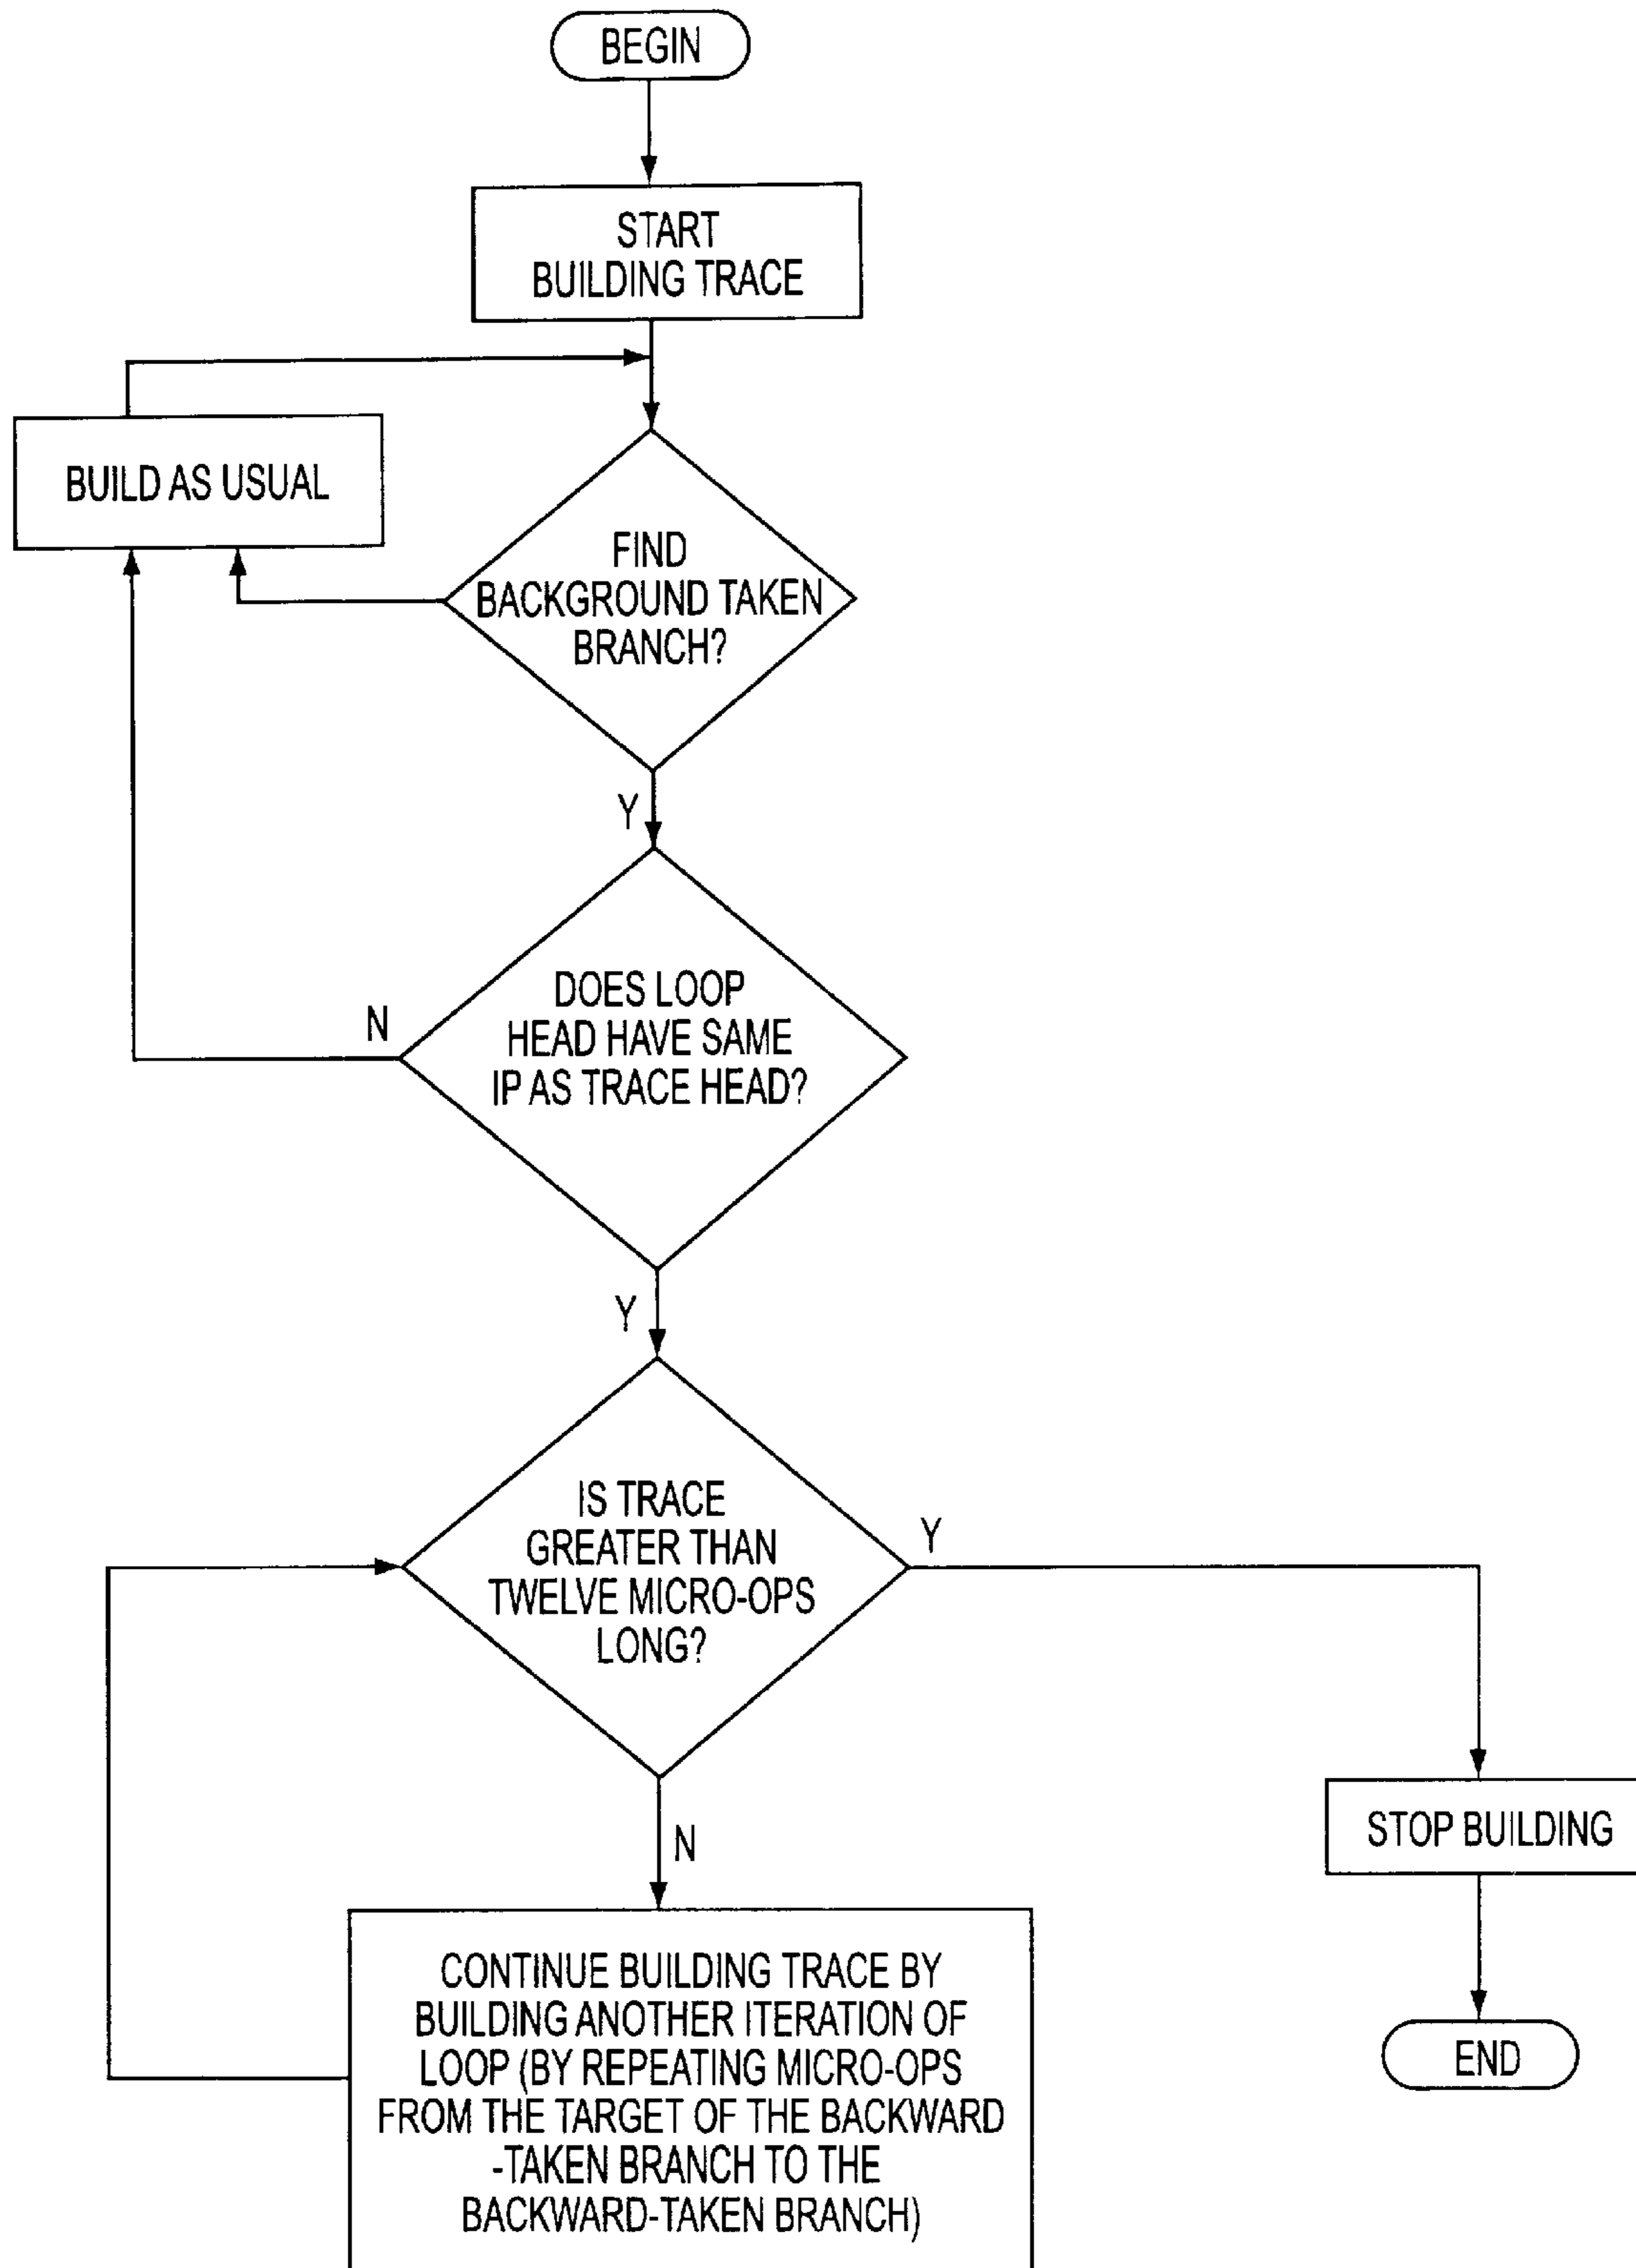 BEGIN
START
BUILDING TRACE
BUILD AS USUAL
FIND
BACKGROUND TAKEN
BRANCH?
Y
DOES LOOP
HEAD HAVE SAME
IP AS TRACE HEAD?
N
Y
IS TRACE
GREATER THAN
TWELVE MICRO-OPS
LONG?
Y
N
STOP BUILDING
CONTINUE BUILDING TRACE BY
BUILDING ANOTHER ITERATION OF
LOOP (BY REPEATING MICRO-OPS
FROM THE TARGET OF THE BACKWARD
-TAKEN BRANCH TO THE
BACKWARD-TAKEN BRANCH)
END